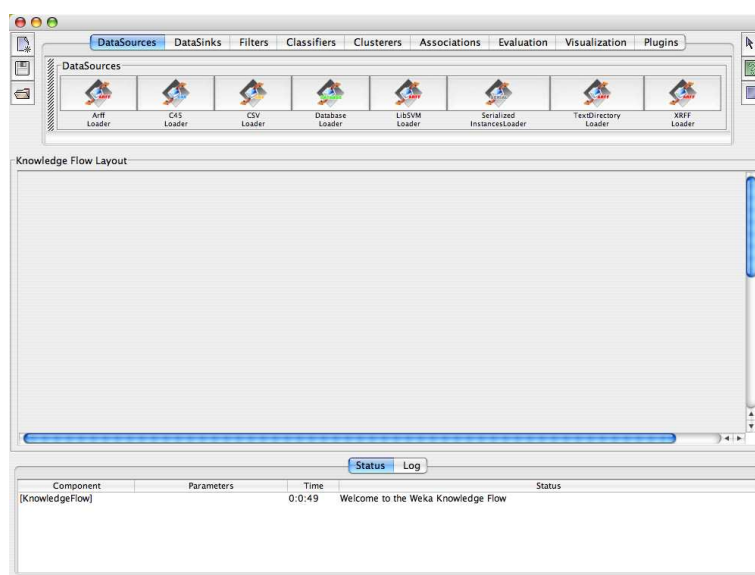 DataSources DataSinks Filters Classifiers Clusterers Associations Evaluation Visualization Plugins
DataSources
Arff Loader
C45 Loader
CSV Loader
Database Loader
LibSVM Loader
Serialized InstancesLoader
TextDirectory Loader
XRFF Loader
Knowledge Flow Layout
Status Log
Component Parameters Time Status
[KnowledgeFlow] 0:0:49 Welcome to the Weka Knowledge Flow